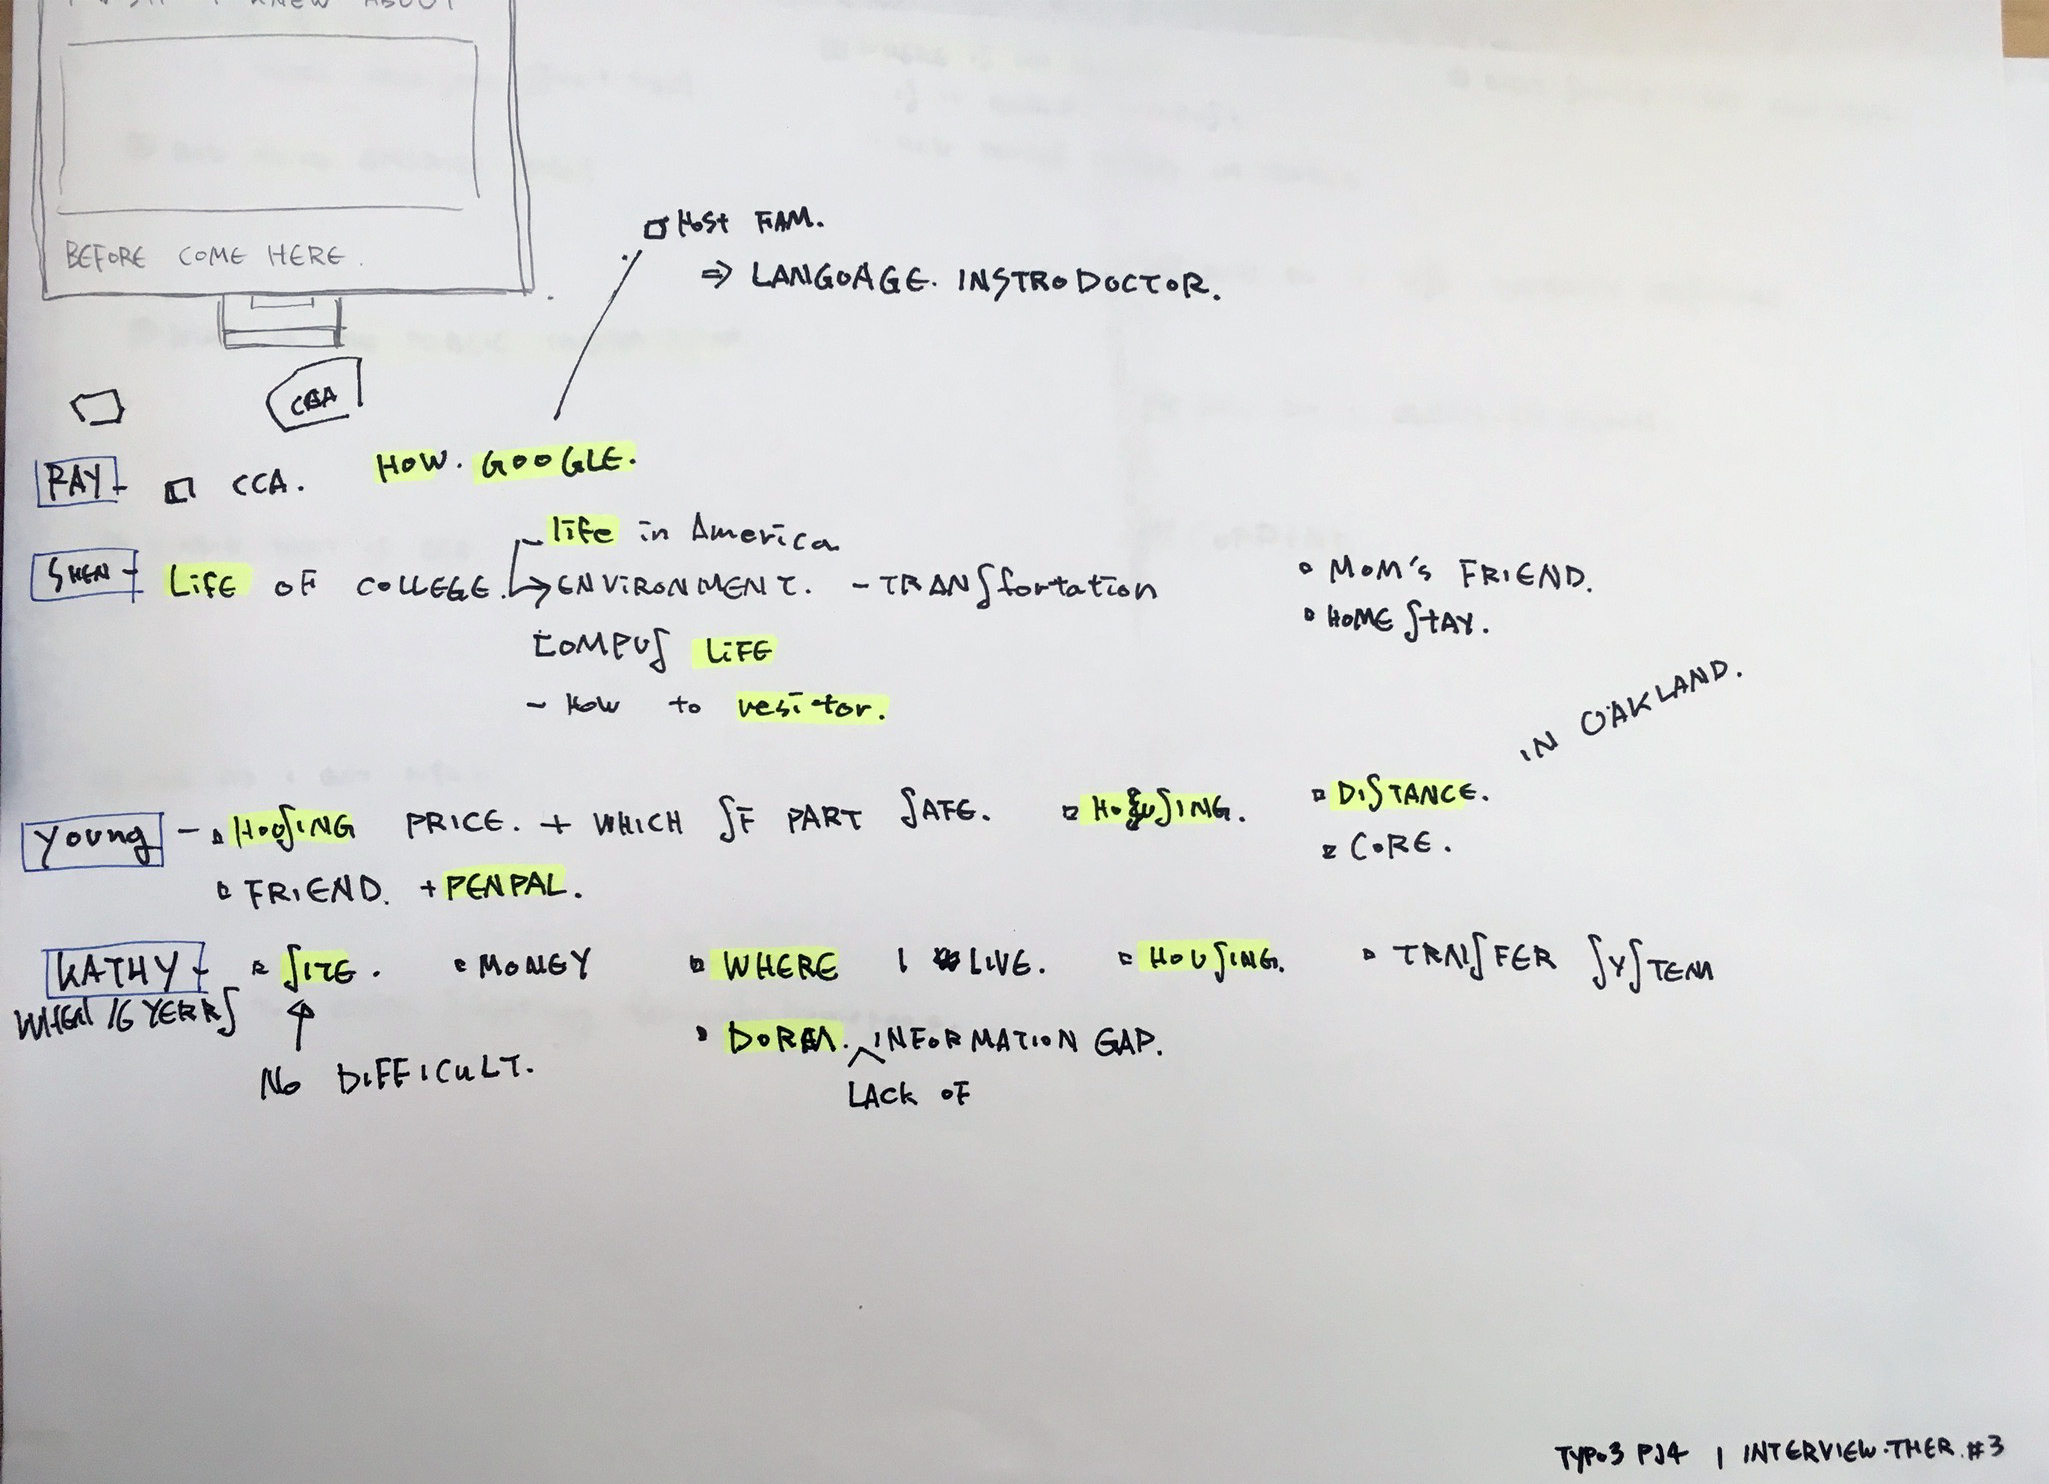 I KNEW ABOUT
BEFORE COME HERE.
HOST FAM.
⇒ LANGOAGE. INSTRODOCTOR.
CCA
RAY - CCA. HOW. GOOGLE.
SHEN - LiFE OF COLLEGE. - life in America
→ ENViRONMENT. - TRANSfortation
COMPUS LiFE
- How to vesitor.
MOM'S FRiEND.
HOME STAY.
IN OAKLAND.
Young - HOUSING PRICE. + WHICH SF PART SAFE. HOUSING. DISTANCE.
CORE.
FRIEND. + PENPAL.
KATHY - SITE. MONEY WHERE I LIVE. HOUSING. TRANSFER SYSTEM
WHEN 16 YERRS
NO DIFFICULT.
DORM. INFORMATION GAP.
LACK OF
TYPO3 PJ4 | INTERVIEW.THER.#3